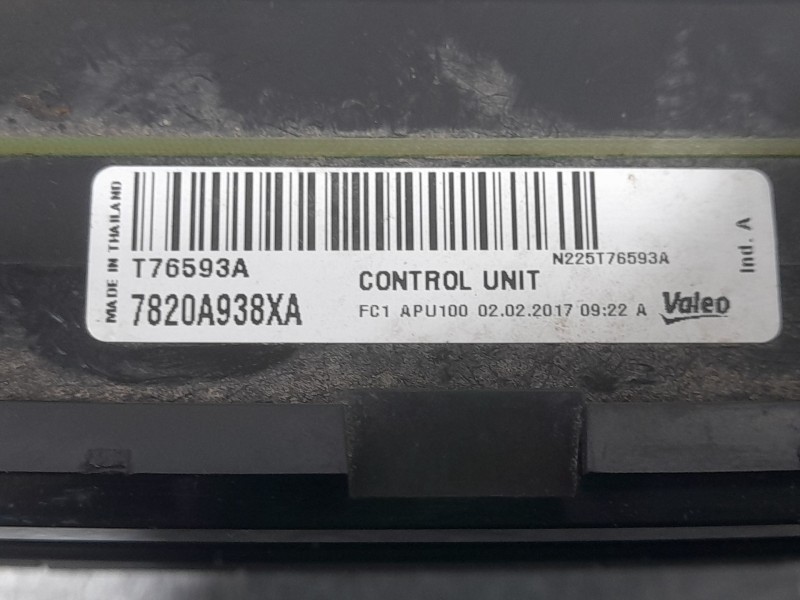 MADE IN THAILAND
T76593A
N225T76593A
Ind. A
7820A938XA
CONTROL UNIT
FC1 APU100 02.02.2017 09:22 A
Valeo